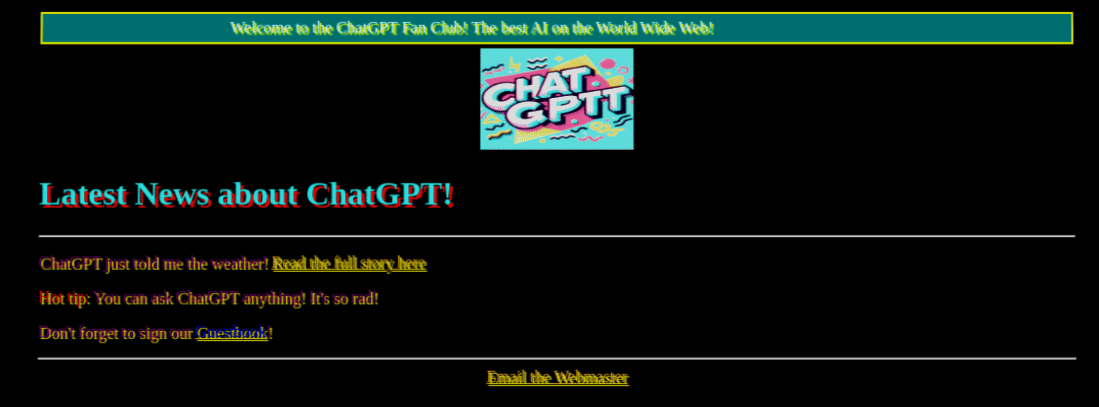 Welcome to the ChatGPT Fan Club! The best AI on the World Wide Web!
CHAT
GPTT
Latest News about ChatGPT!
ChatGPT just told me the weather! Read the full story here
Hot tip: You can ask ChatGPT anything! It's so rad!
Don't forget to sign our Guestbook!
Email the Webmaster